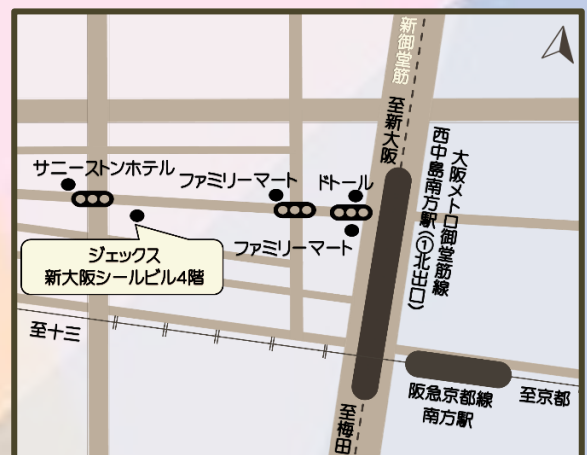 新御堂筋
至新大阪
大阪メトロ御堂筋線
西中島南方駅(①北出口)
サニーストンホテル
ファミリーマート
ドトール
ファミリーマート
ジェックス
新大阪シールビル4階
至十三
阪急京都線
南方駅
至京都
至梅田